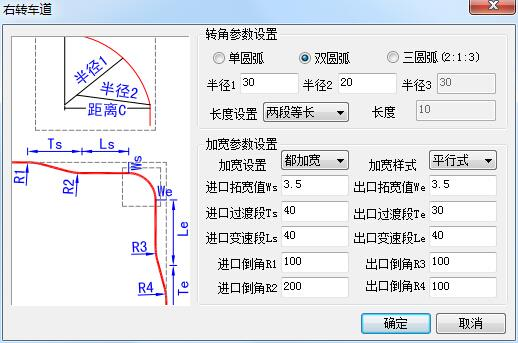 右转车道
半径1
半径2
距离C
Ts
Ls
Ws
We
R1
R2
Le
R3
R4
Te
转角参数设置
单圆弧 双圆弧 三圆弧(2:1:3)
半径1 30 半径2 20 半径3 30
长度设置 两段等长 长度 10
加宽参数设置
加宽设置 都加宽 加宽样式 平行式
进口拓宽值Ws 3.5 出口拓宽值We 3.5
进口过渡段Ts 40 出口过渡段Te 30
进口变速段Ls 40 出口变速段Le 40
进口倒角R1 100 出口倒角R3 100
进口倒角R2 200 出口倒角R4 100
确定 取消